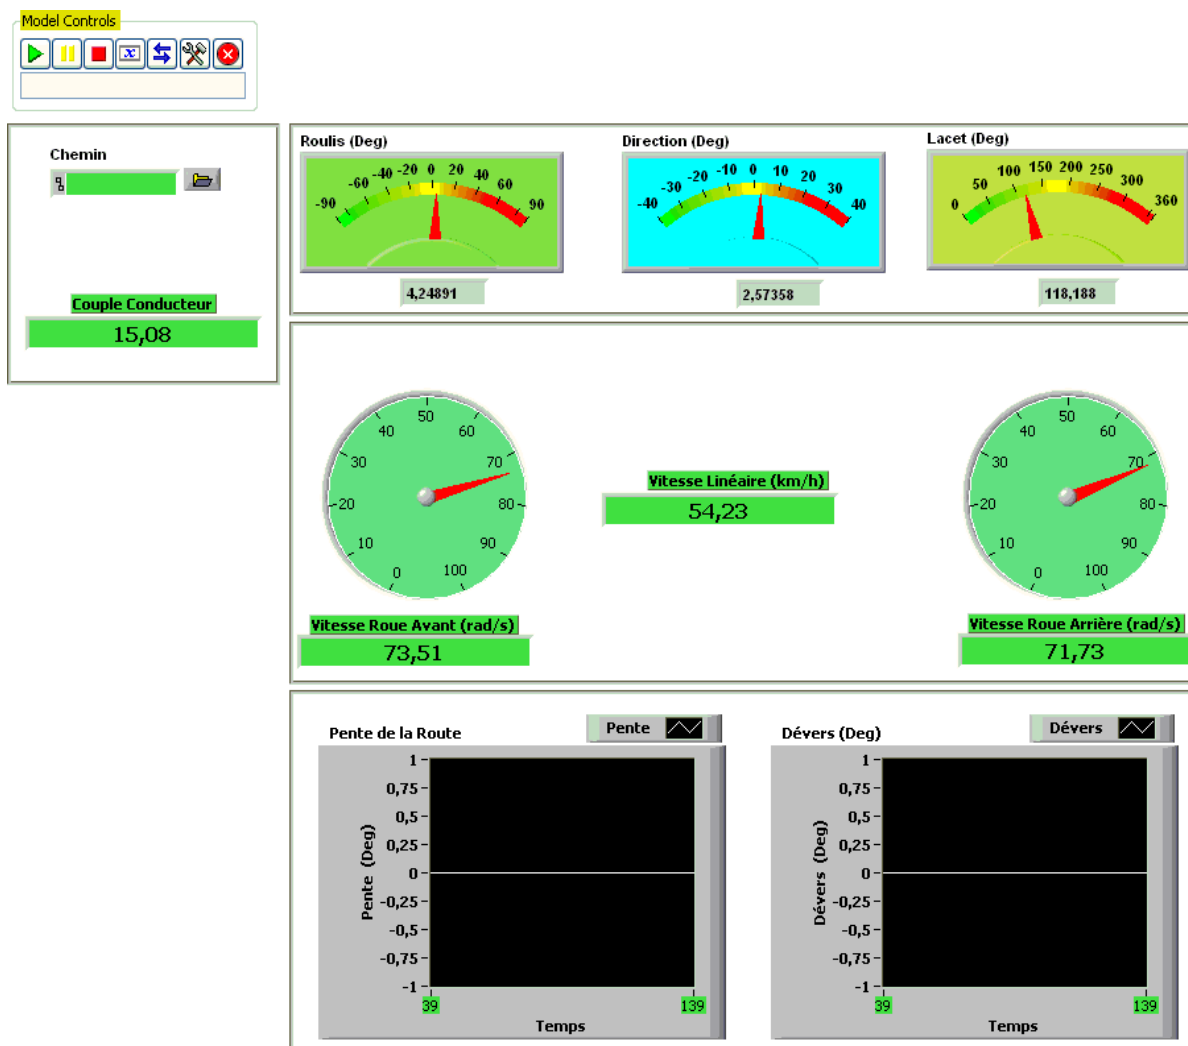 Model Controls
x
Chemin
Couple Conducteur
15,08
Roulis (Deg)
-90 -60 -40 -20 0 20 40 60 90
4,24891
Direction (Deg)
-40 -30 -20 -10 0 10 20 30 40
2,57358
Lacet (Deg)
0 50 100 150 200 250 300 360
118,188
0 10 20 30 40 50 60 70 80 90 100
Vitesse Roue Avant (rad/s)
73,51
Vitesse Linéaire (km/h)
54,23
0 10 20 30 40 50 60 70 80 90 100
Vitesse Roue Arrière (rad/s)
71,73
Pente de la Route
Pente
Pente (Deg)
1
0,75
0,5
0,25
0
-0,25
-0,5
-0,75
-1
39 139
Temps
Dévers (Deg)
Dévers
Dévers (Deg)
1
0,75
0,5
0,25
0
-0,25
-0,5
-0,75
-1
39 139
Temps